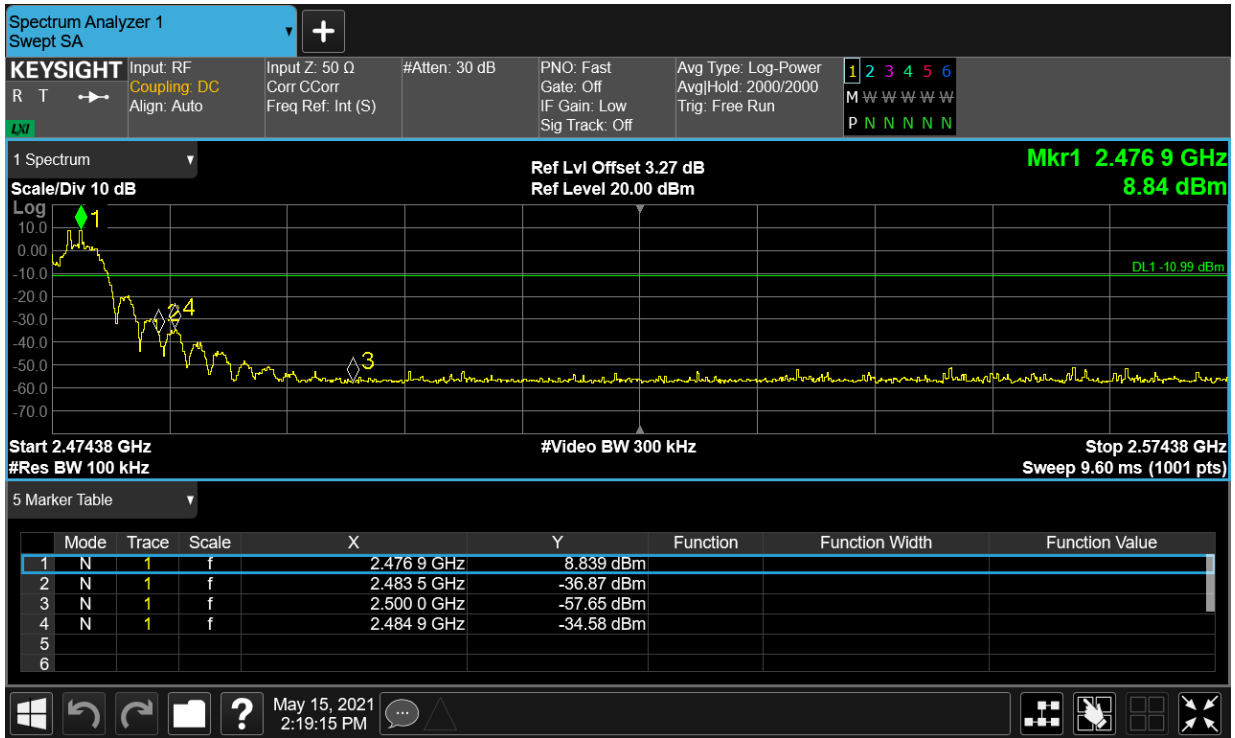 Spectrum Analyzer 1
Swept SA
KEYSIGHT
R T
LXI
Input: RF
Coupling: DC
Align: Auto
Input Z: 50 Ω
Corr CCorr
Freq Ref: Int (S)
#Atten: 30 dB
PNO: Fast
Gate: Off
IF Gain: Low
Sig Track: Off
Avg Type: Log-Power
Avg|Hold: 2000/2000
Trig: Free Run
1 2 3 4 5 6
M W W W W W
P N N N N N
1 Spectrum
Scale/Div 10 dB
Ref Lvl Offset 3.27 dB
Ref Level 20.00 dBm
Mkr1 2.476 9 GHz
8.84 dBm
Log
10.0
0.00
-10.0
-20.0
-30.0
-40.0
-50.0
-60.0
-70.0
1
2
4
3
DL1 -10.99 dBm
Start 2.47438 GHz
#Video BW 300 kHz
Stop 2.57438 GHz
#Res BW 100 kHz
Sweep 9.60 ms (1001 pts)
5 Marker Table
Mode Trace Scale X Y Function Function Width Function Value
1 N 1 f 2.476 9 GHz 8.839 dBm
2 N 1 f 2.483 5 GHz -36.87 dBm
3 N 1 f 2.500 0 GHz -57.65 dBm
4 N 1 f 2.484 9 GHz -34.58 dBm
5
6
?
May 15, 2021
2:19:15 PM